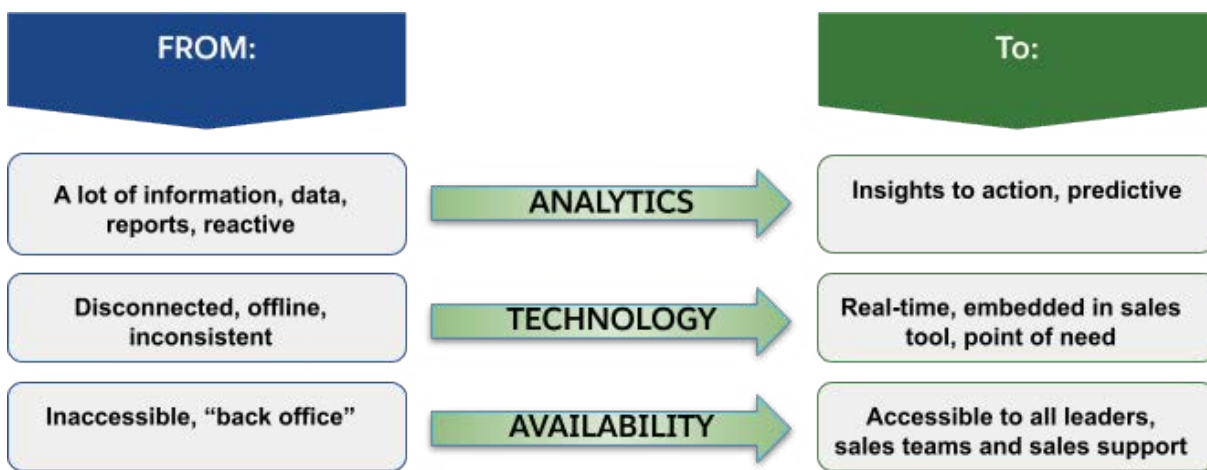 FROM:
To:
A lot of information, data,
reports, reactive
ANALYTICS
Insights to action, predictive
Disconnected, offline,
inconsistent
TECHNOLOGY
Real-time, embedded in sales
tool, point of need
Inaccessible, “back office”
AVAILABILITY
Accessible to all leaders,
sales teams and sales support